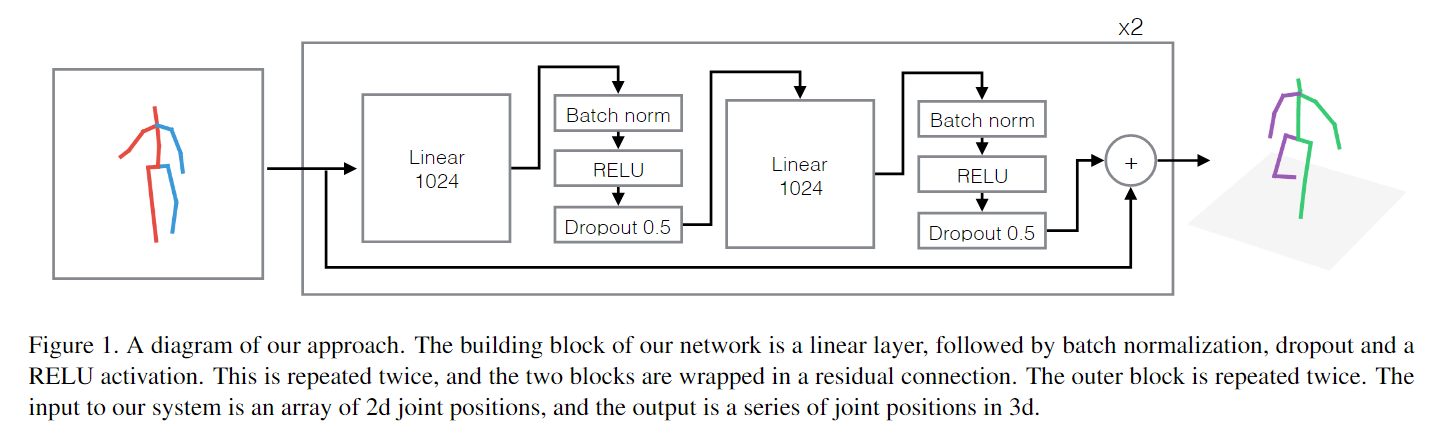 x2
Linear
1024
Batch norm
RELU
Dropout 0.5
Linear
1024
Batch norm
RELU
Dropout 0.5
+
Figure 1. A diagram of our approach. The building block of our network is a linear layer, followed by batch normalization, dropout and a
RELU activation. This is repeated twice, and the two blocks are wrapped in a residual connection. The outer block is repeated twice. The
input to our system is an array of 2d joint positions, and the output is a series of joint positions in 3d.